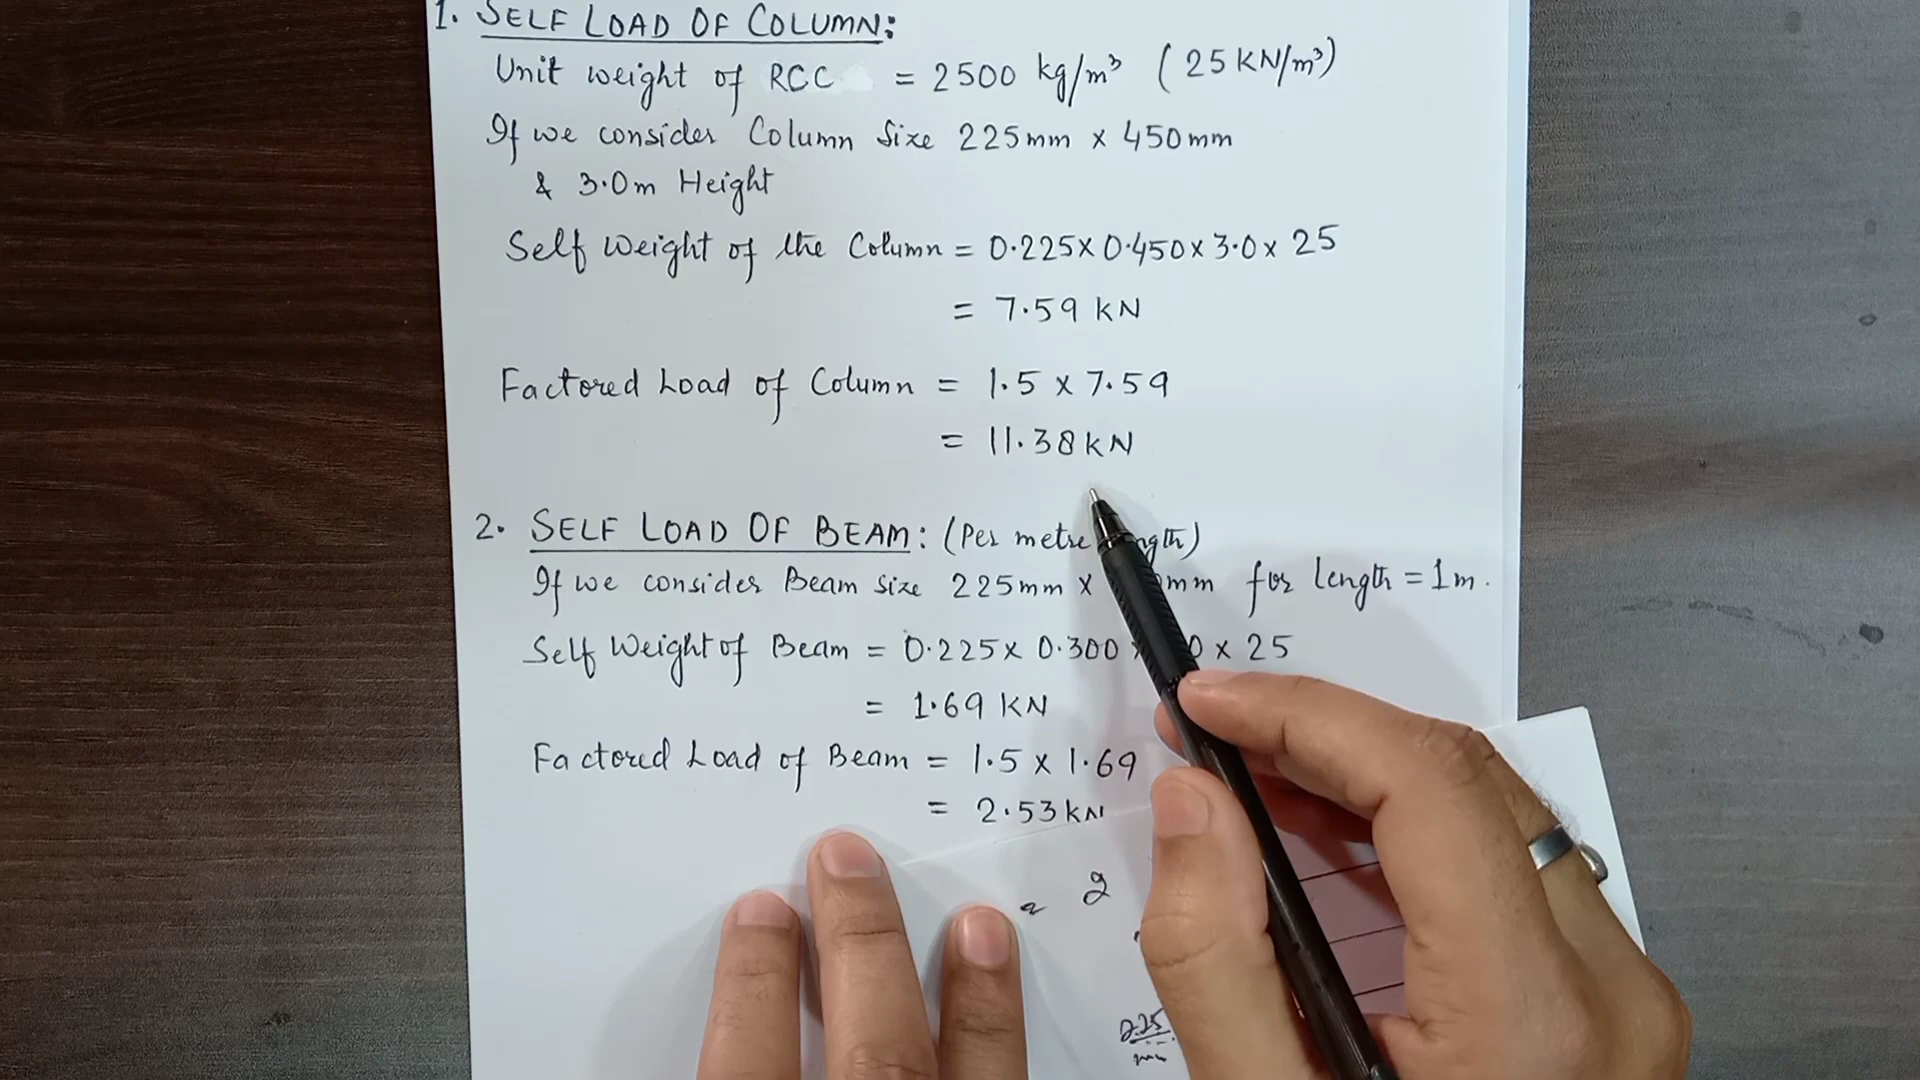 1. SELF LOAD OF COLUMN:
Unit weight of RCC = 2500 kg/m³ (25 KN/m³)
If we consider Column Size 225mm x 450mm
& 3.0m Height
Self Weight of the Column = 0.225 x 0.450 x 3.0 x 25
= 7.59 KN
Factored Load of Column = 1.5 x 7.59
= 11.38 KN
2. SELF LOAD OF BEAM: (Per metre
If we consider Beam Size 225mm x mm for length = 1m.
Self Weight of Beam = 0.225 x 0.300 x 25
= 1.69 KN
Factored Load of Beam = 1.5 x 1.69
= 2.53 KN
= 2
2.25